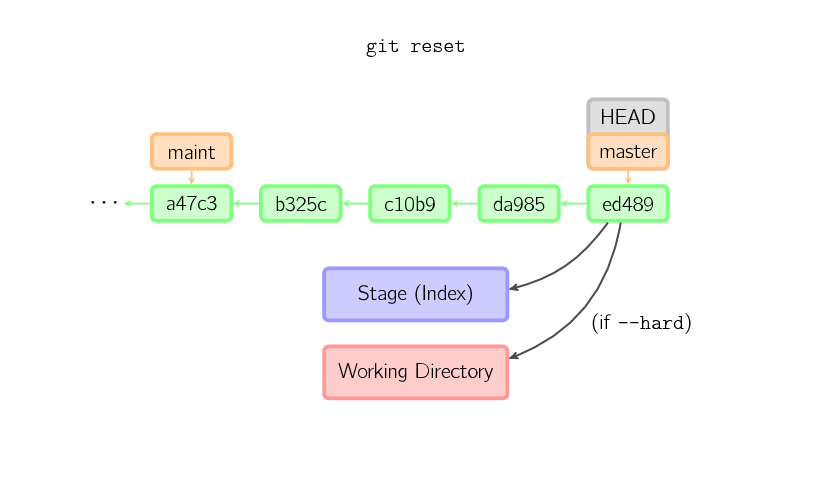 git reset
HEAD
maint
master
··· a47c3 b325c c10b9 da985 ed489
Stage (Index)
(if --hard)
Working Directory